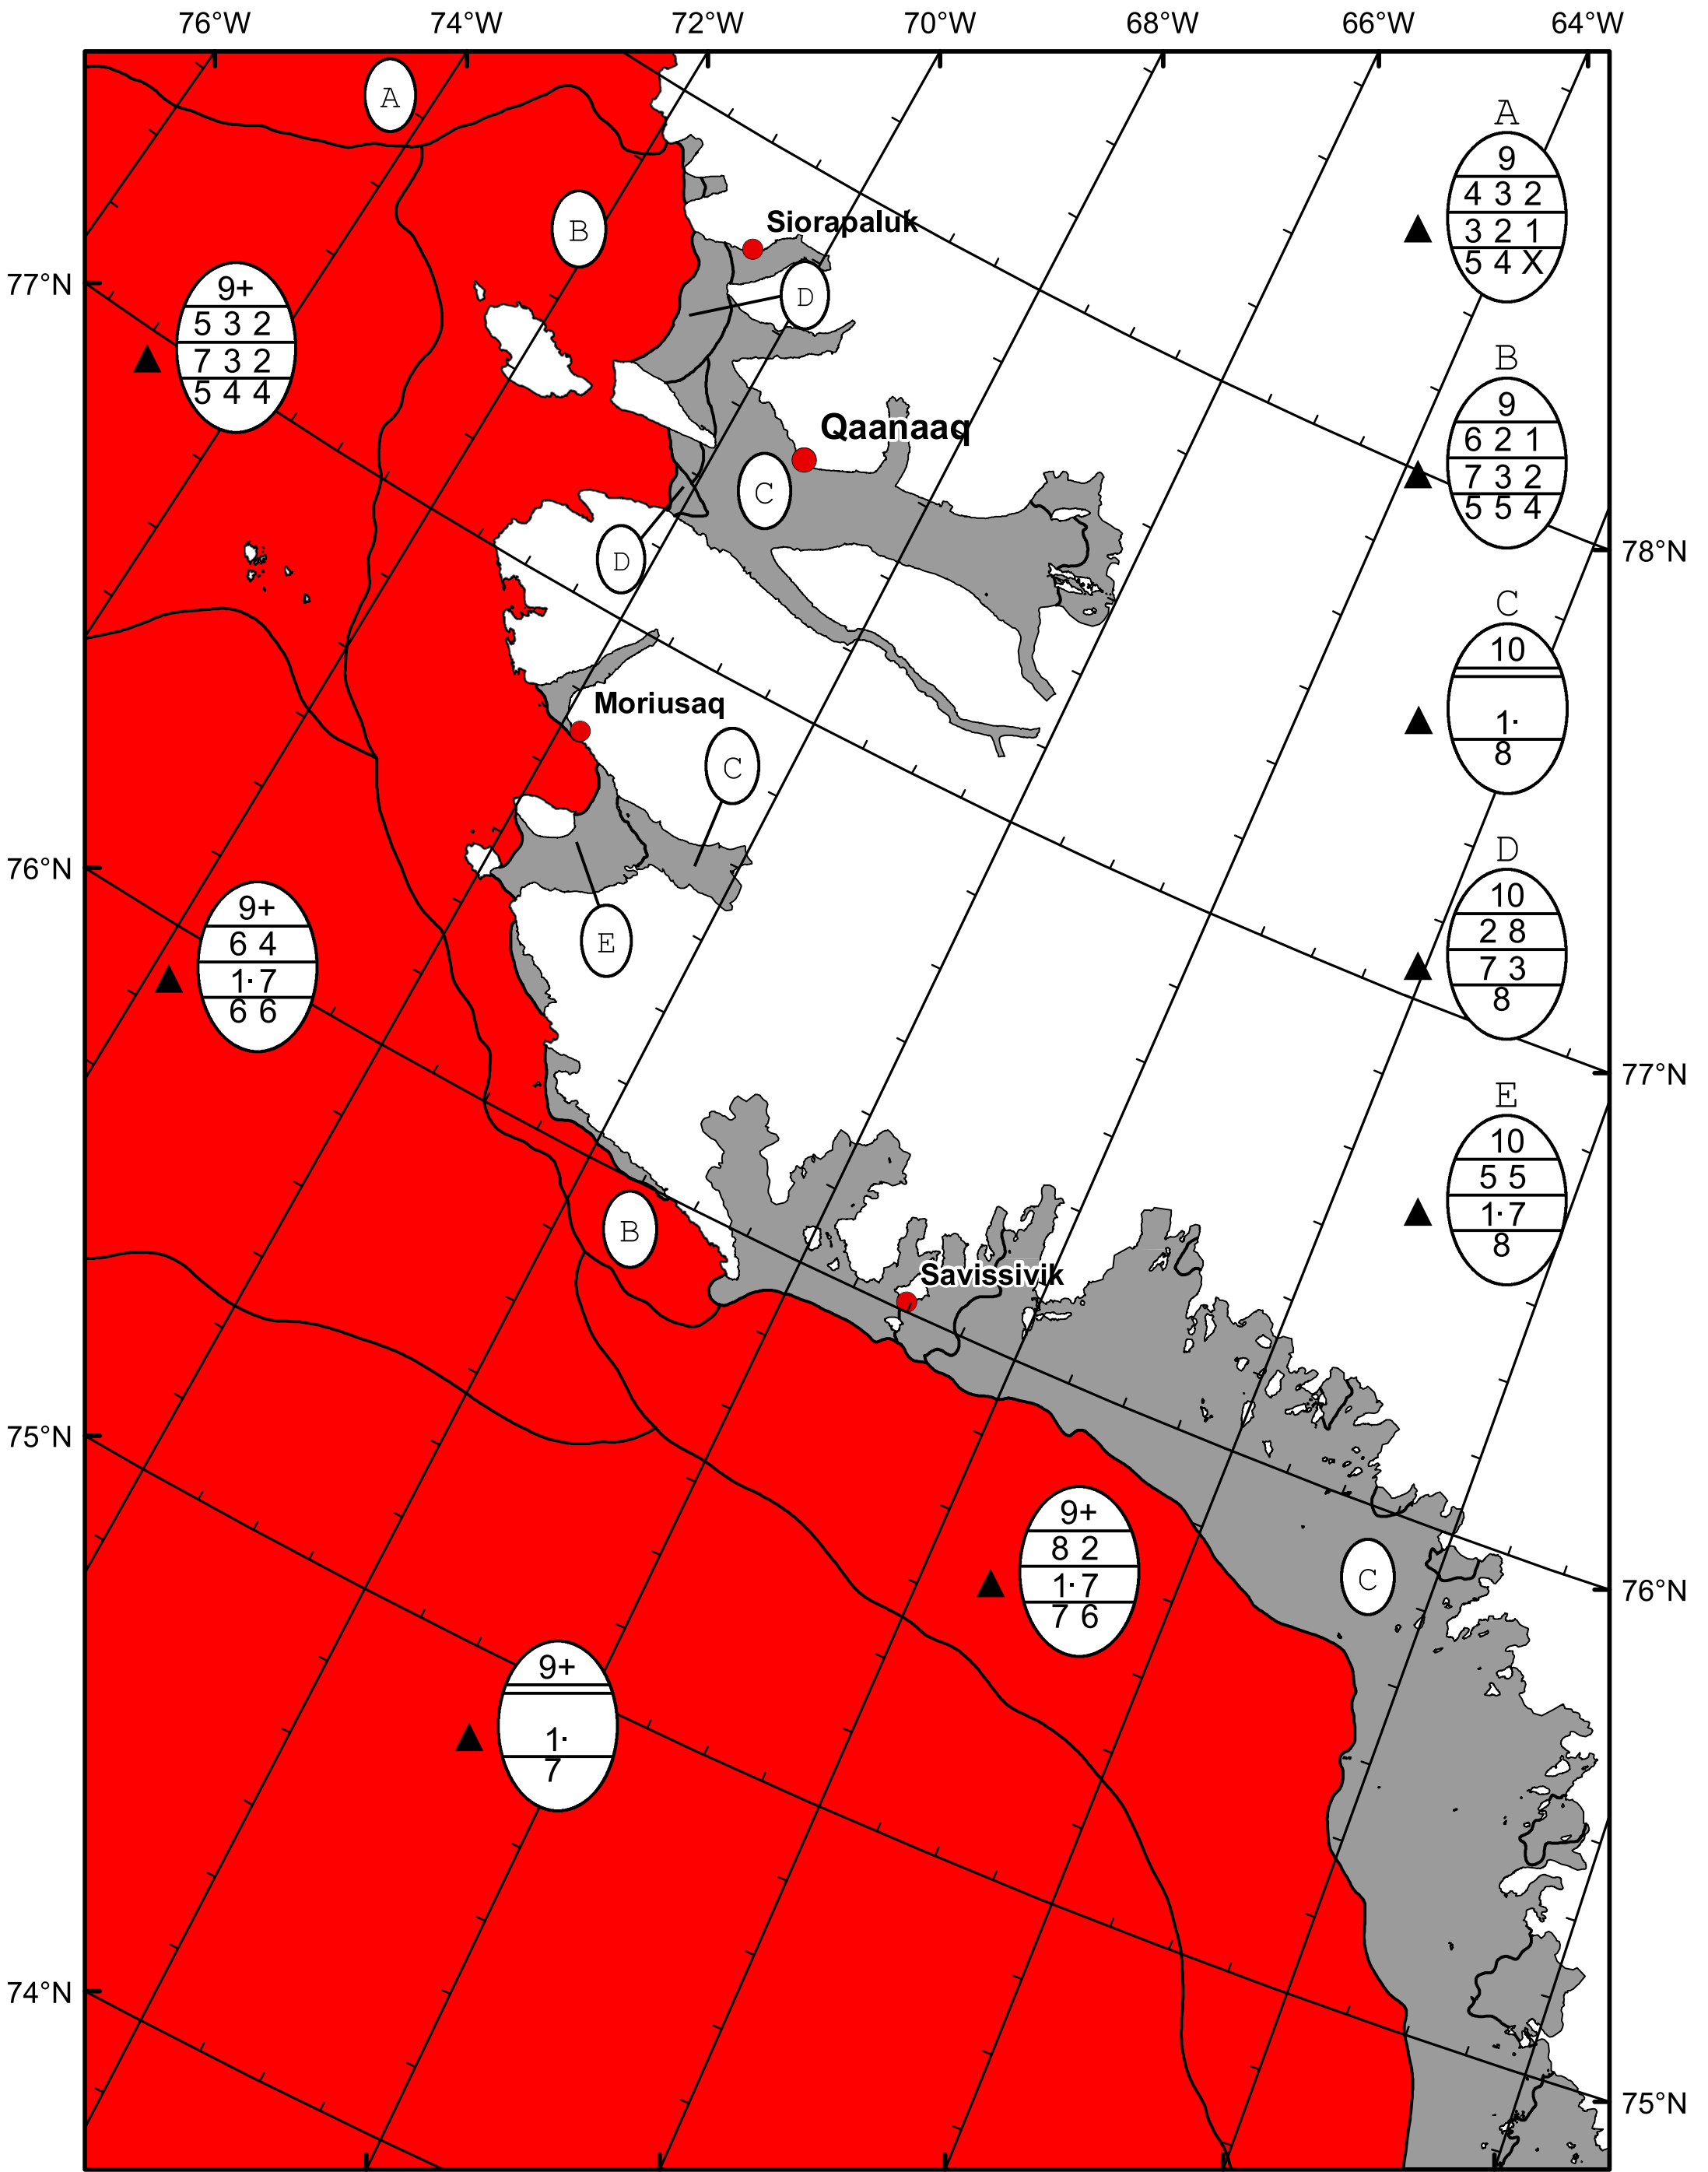 76°W 74°W 72°W 70°W 68°W 66°W 64°W
A
A
9
4 3 2
3 2 1
5 4 X
B
Siorapaluk
77°N
9+
5 3 2
7 3 2
5 4 4
D
B
9
6 2 1
7 3 2
5 5 4
Qaanaaq
C
D
78°N
C
10
1·
8
Moriusaq
C
76°N
D
10
2 8
7 3
8
9+
6 4
1·7
6 6
E
77°N
E
10
5 5
1·7
8
B
Savissivik
75°N
9+
8 2
1·7
7 6
C
76°N
9+
1·
7
74°N
75°N